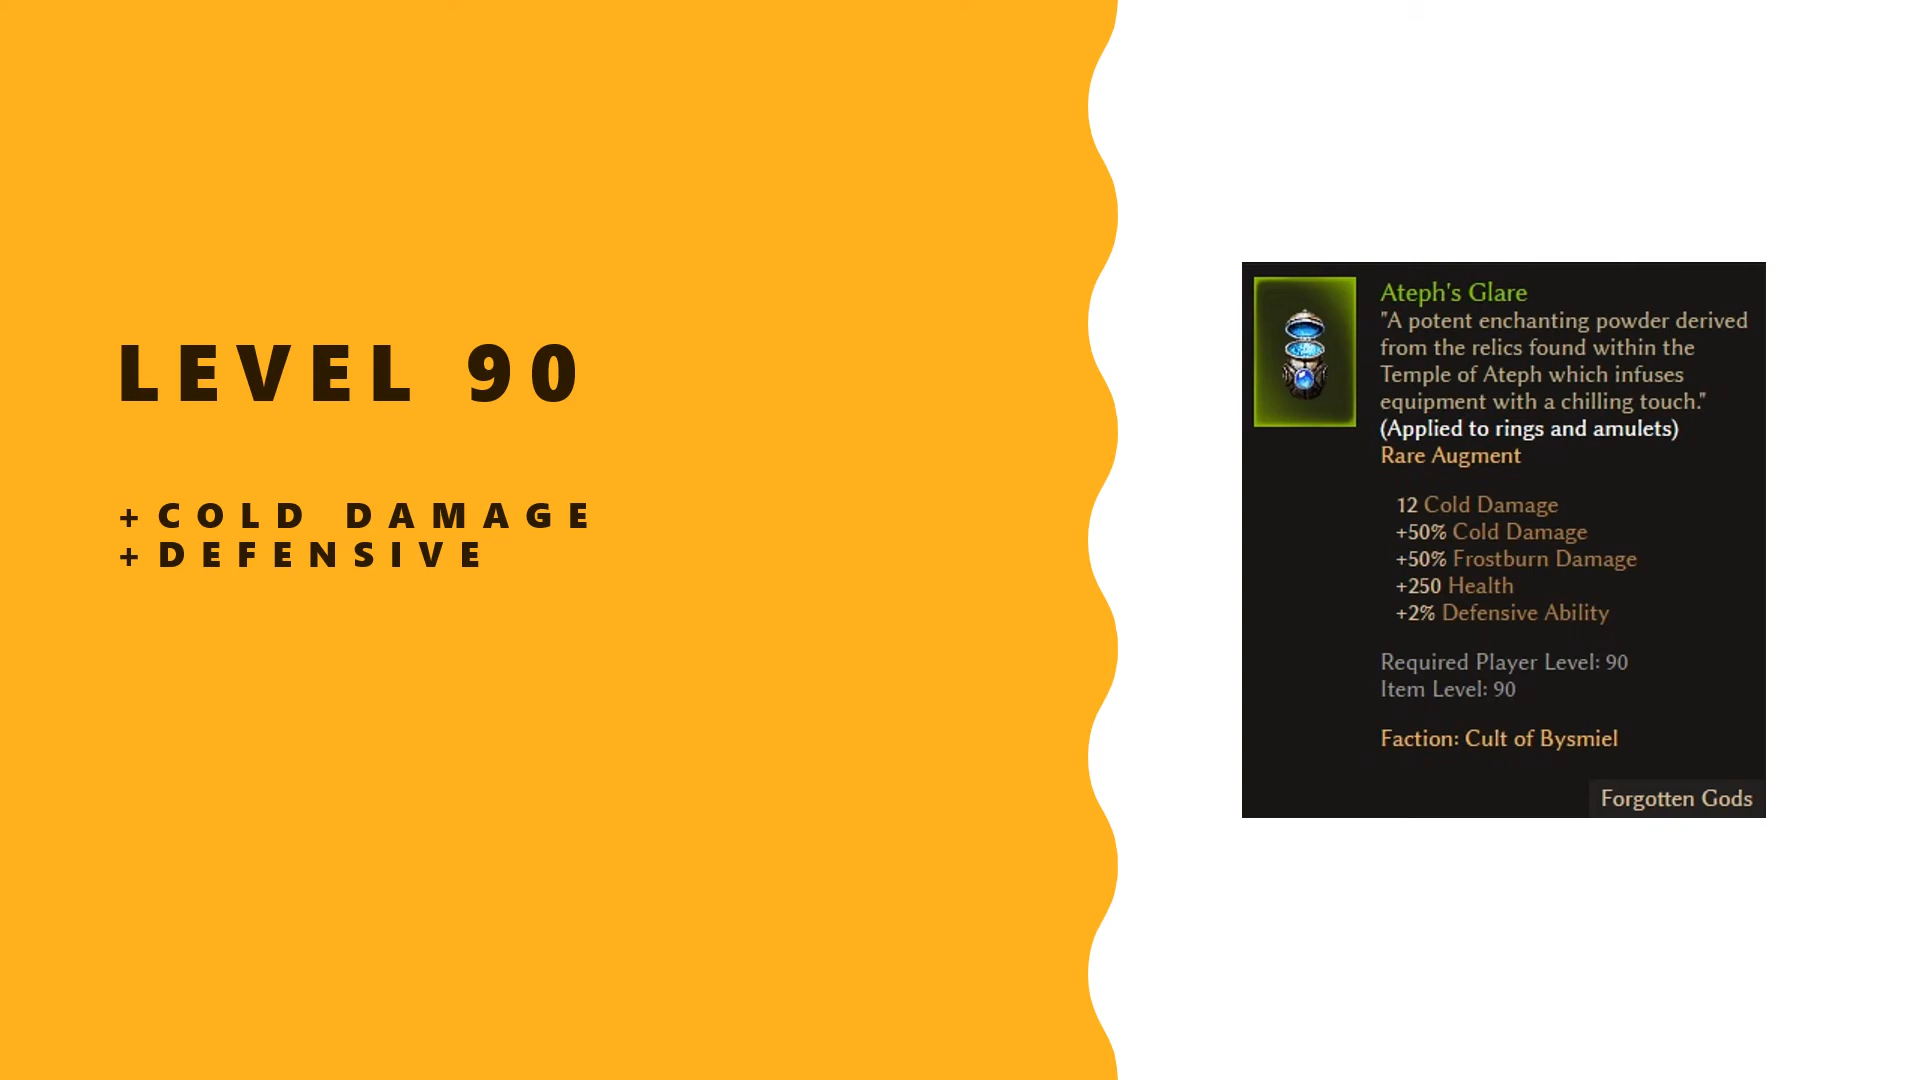 LEVEL 90
+COLD DAMAGE
+DEFENSIVE
Ateph's Glare
"A potent enchanting powder derived
from the relics found within the
Temple of Ateph which infuses
equipment with a chilling touch."
(Applied to rings and amulets)
Rare Augment
12 Cold Damage
+50% Cold Damage
+50% Frostburn Damage
+250 Health
+2% Defensive Ability
Required Player Level: 90
Item Level: 90
Faction: Cult of Bysmiel
Forgotten Gods